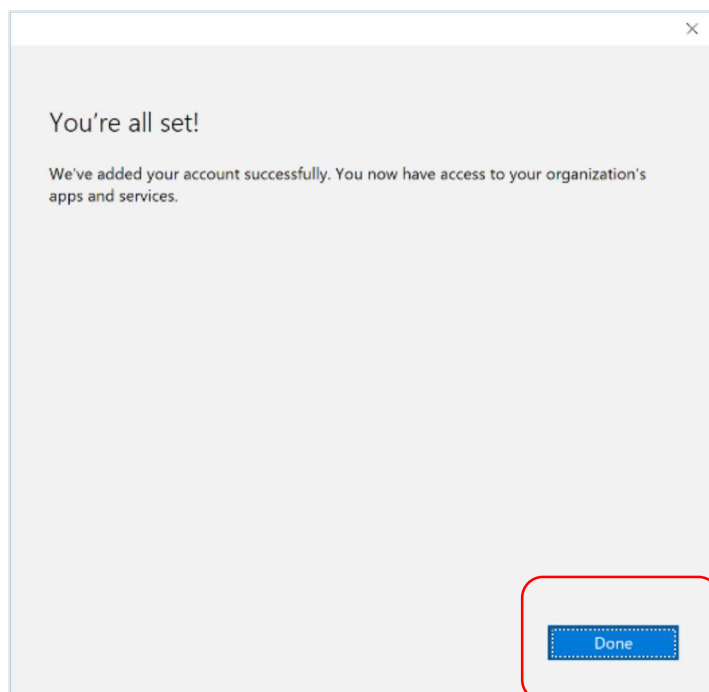 You’re all set!
We've added your account successfully. You now have access to your organization's
apps and services.
Done